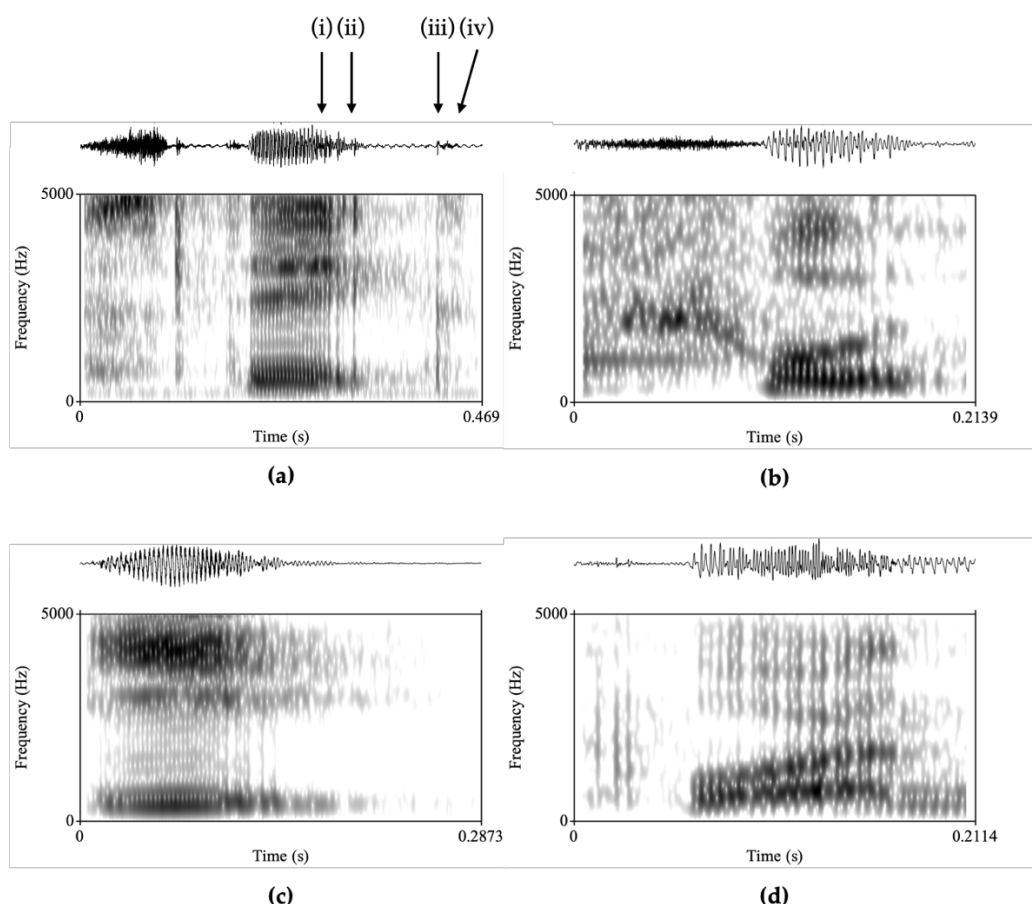 (i) (ii) (iii) (iv)
5000
Frequency (Hz)
0
0 0.469
Time (s)
(a)
5000
Frequency (Hz)
0
0 0.2139
Time (s)
(b)
5000
Frequency (Hz)
0
0 0.2873
Time (s)
(c)
5000
Frequency (Hz)
0
0 0.2114
Time (s)
(d)